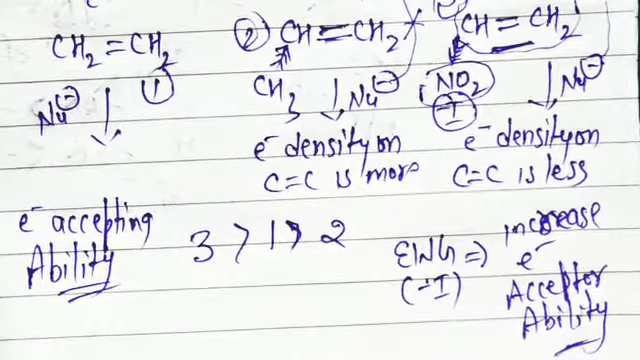 CH2=CH2 ② CH=CH2 CH=CH2
CH3 Nu⊖ NO2 Nu⊖
Nu⊖ ① -I
e- density on e- density on
C=C is more C=C is less
e- accepting
Ability
3 > 1 > 2
EWG => increase
(-I) e-
Acceptor
Ability